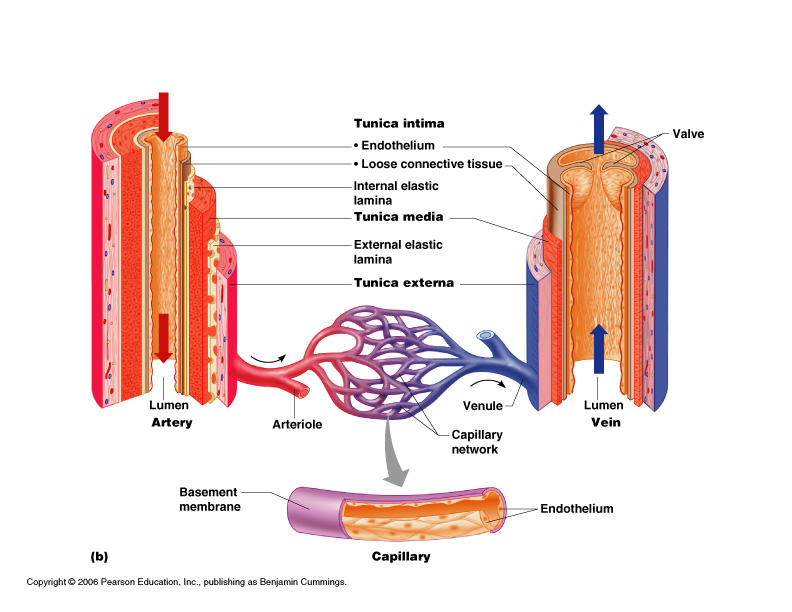 Tunica intima
• Endothelium
• Loose connective tissue
Internal elastic
lamina
Tunica media
External elastic
lamina
Tunica externa
Valve
Lumen
Artery
Arteriole
Venule
Capillary
network
Lumen
Vein
Basement
membrane
Endothelium
(b)
Capillary
Copyright © 2006 Pearson Education, Inc., publishing as Benjamin Cummings.